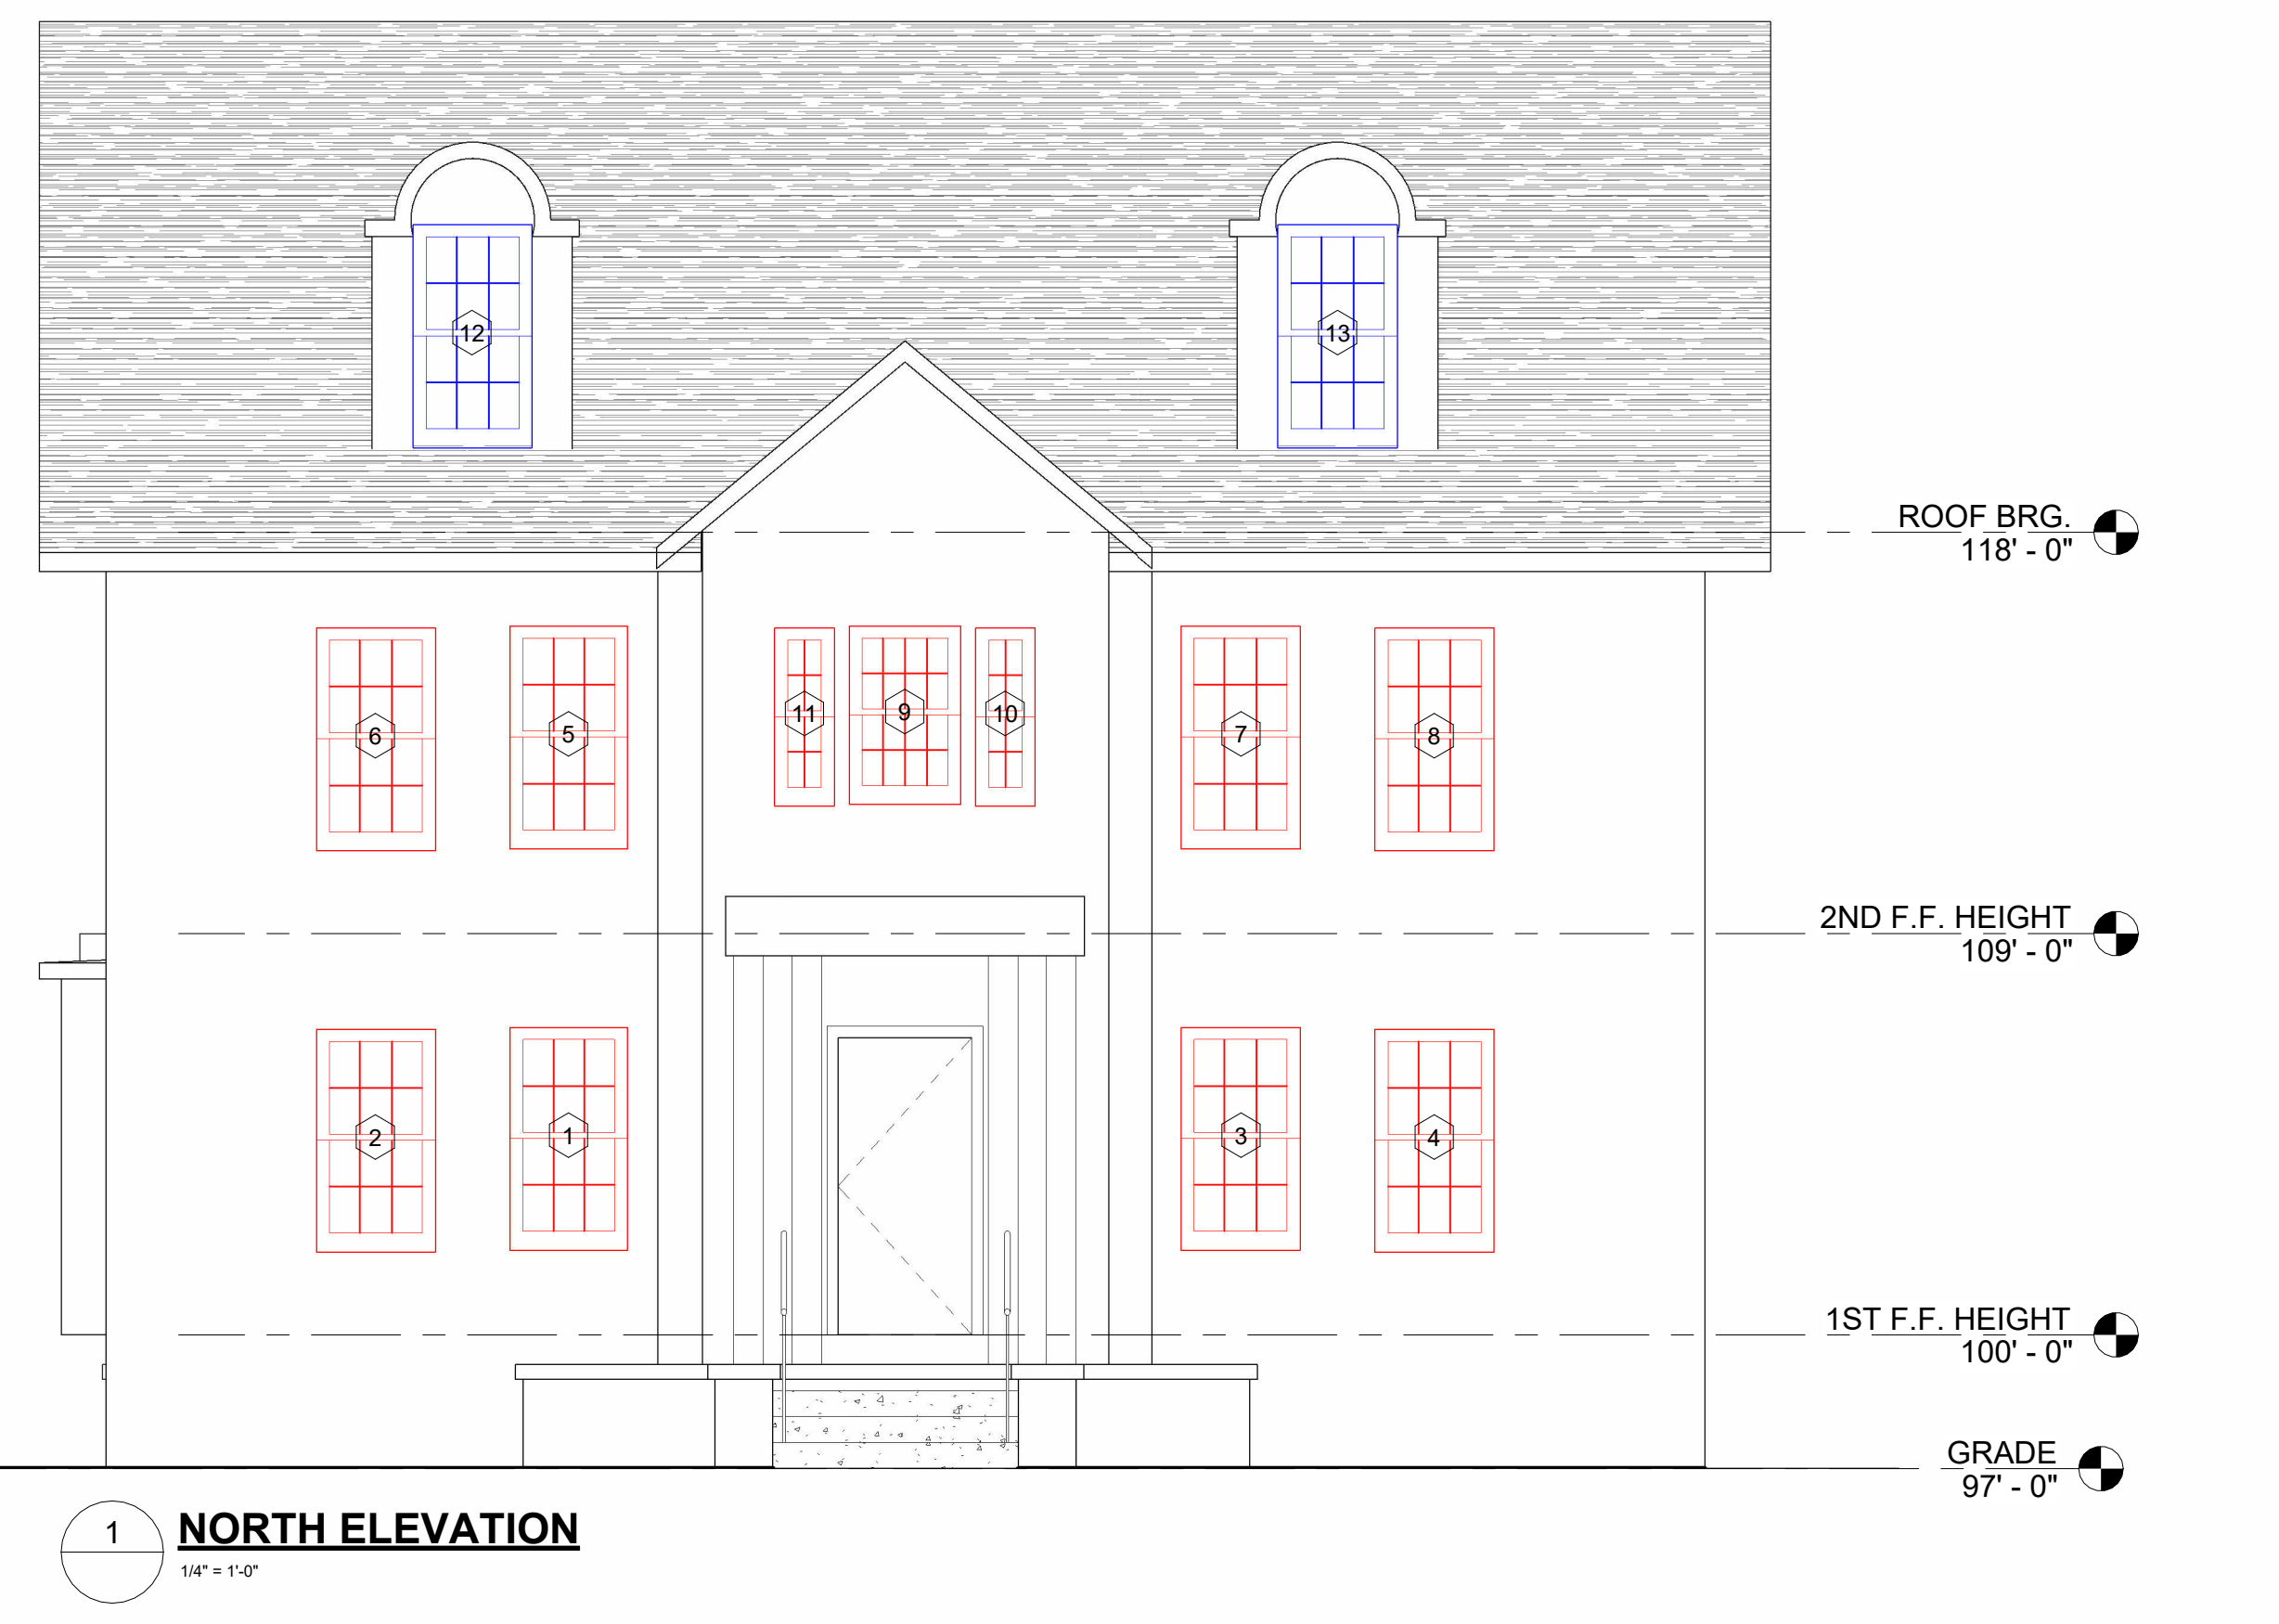 12
13
ROOF BRG.
118' - 0"
6
5
11
9
10
7
8
2ND F.F. HEIGHT
109' - 0"
2
1
3
4
1ST F.F. HEIGHT
100' - 0"
GRADE
97' - 0"
1
NORTH ELEVATION
1/4" = 1'-0"